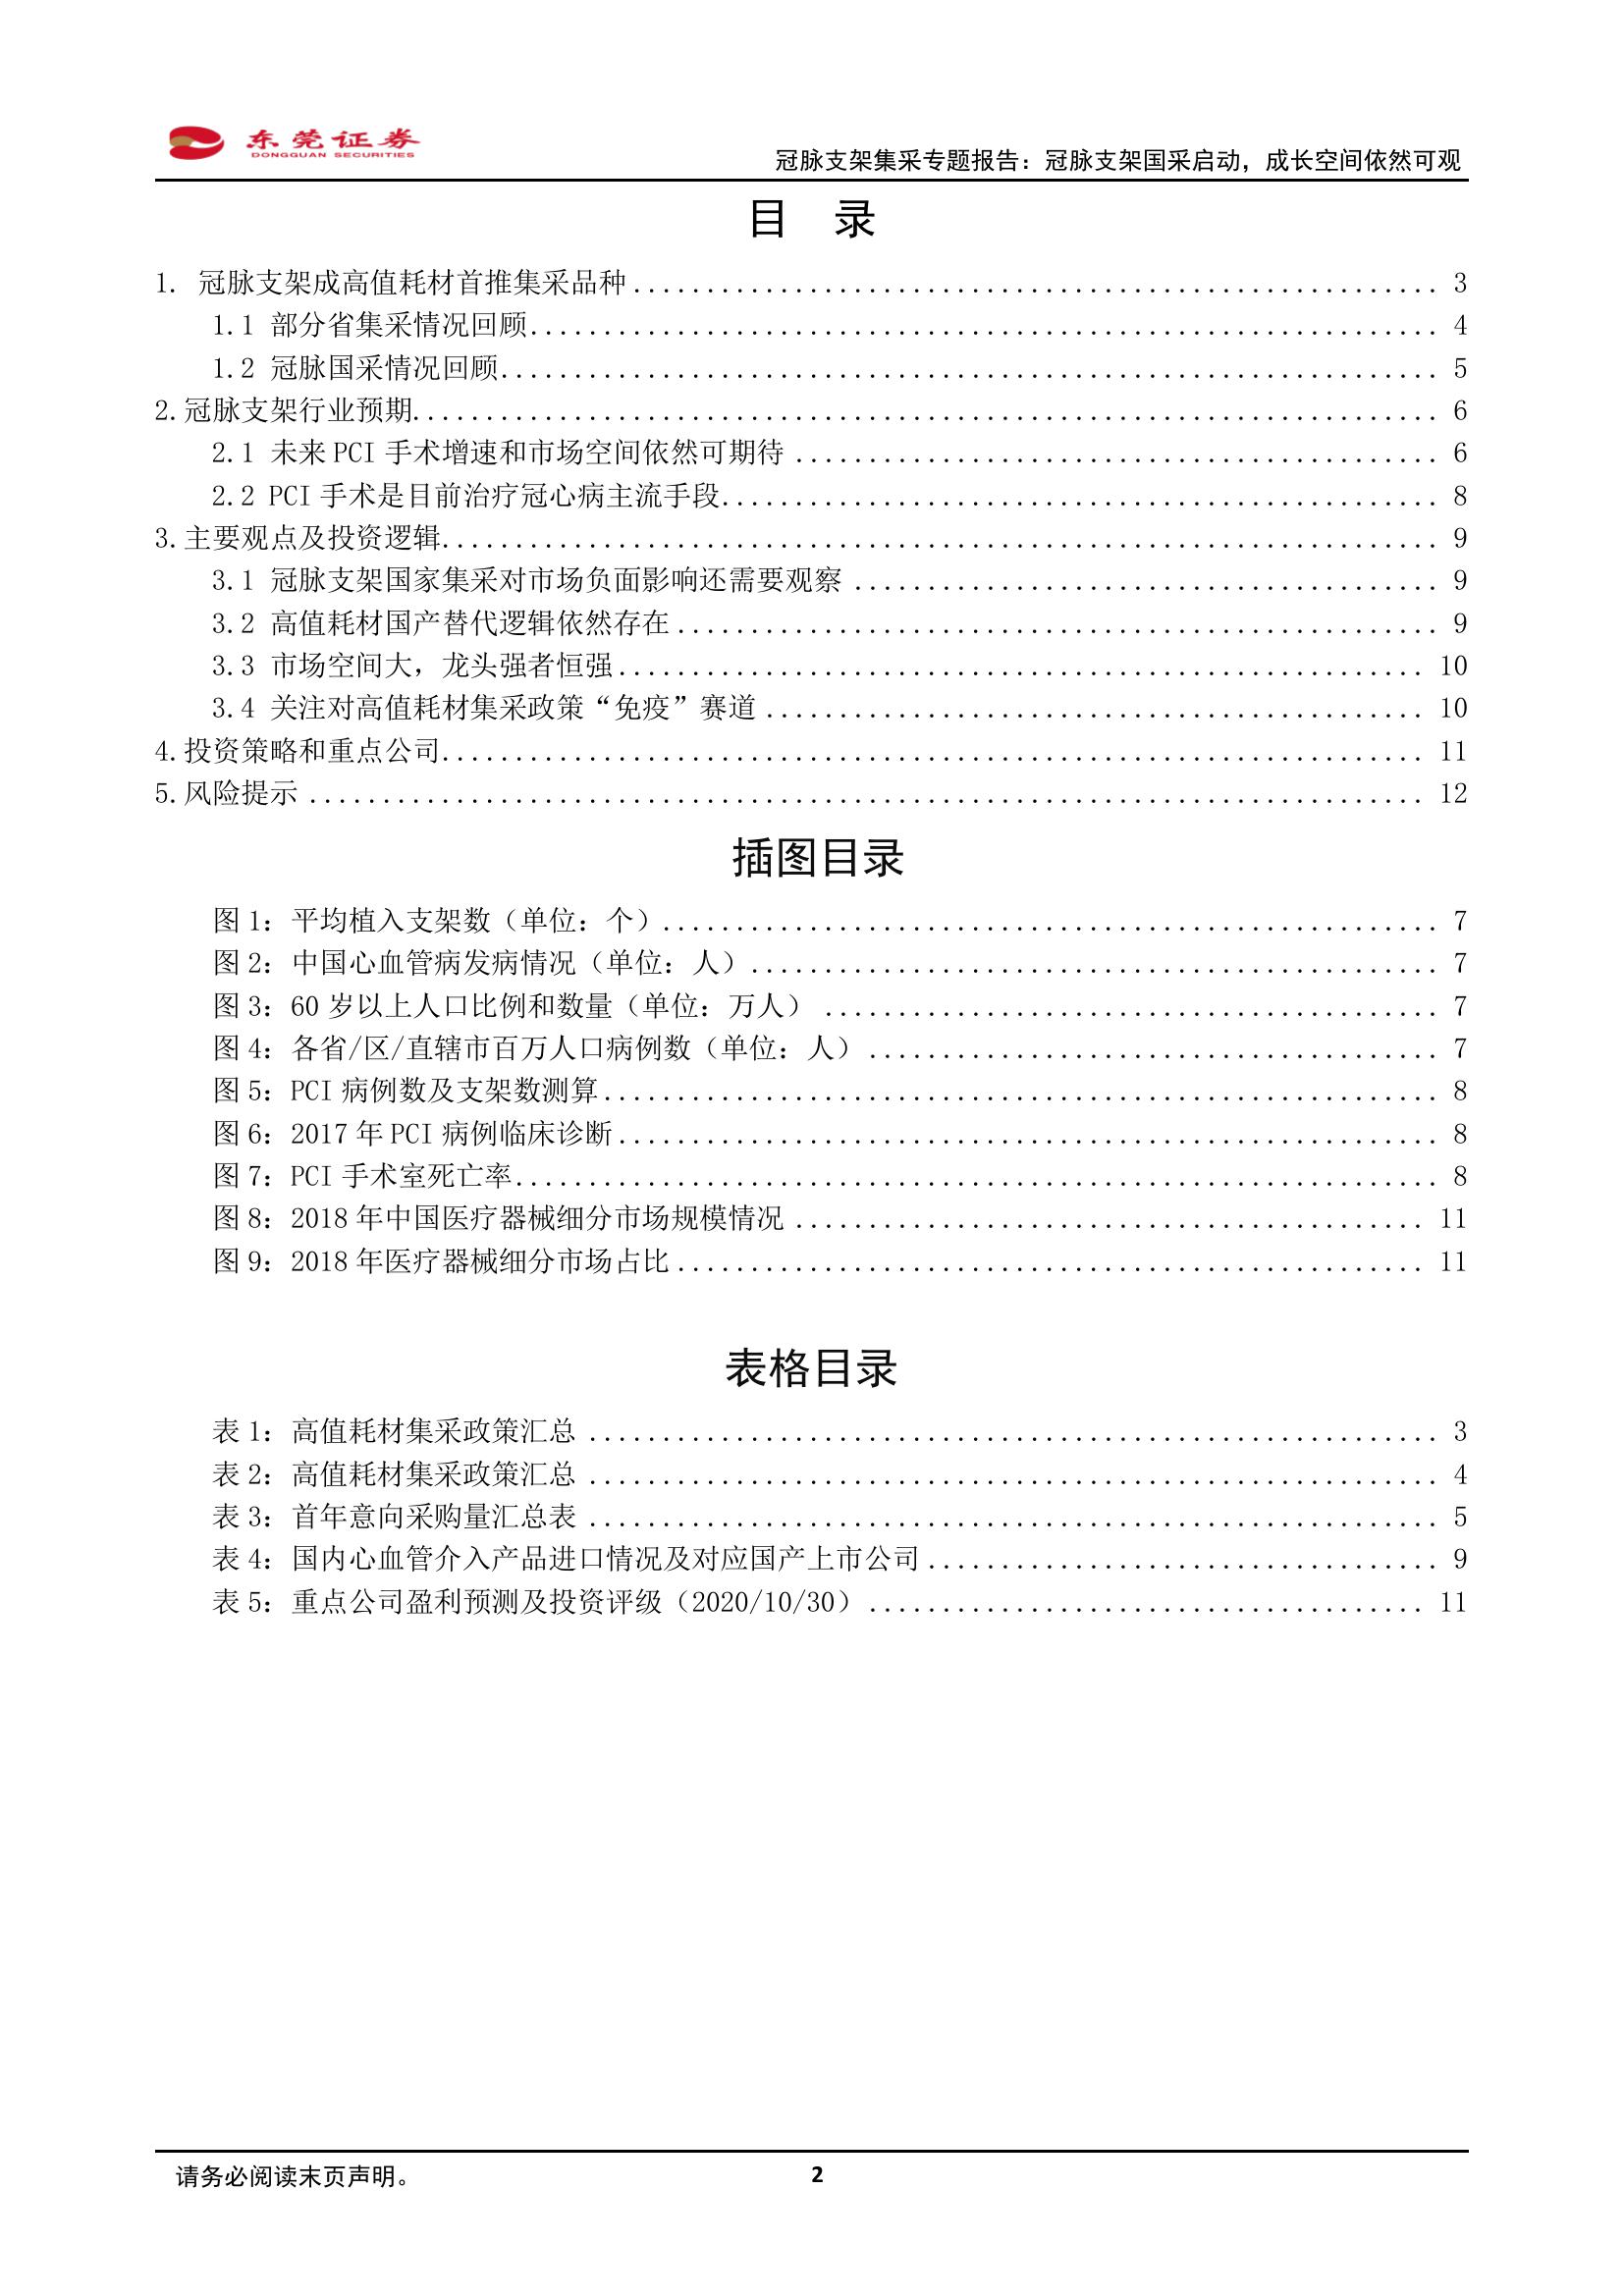 东莞证券
DONGGUAN SECURITIES
冠脉支架集采专题报告：冠脉支架国采启动，成长空间依然可观
目 录
1. 冠脉支架成高值耗材首推集采品种 ........ 3
1.1 部分省集采情况回顾 ........ 4
1.2 冠脉国采情况回顾 ........ 5
2.冠脉支架行业预期 ........ 6
2.1 未来 PCI 手术增速和市场空间依然可期待 ........ 6
2.2 PCI 手术是目前治疗冠心病主流手段 ........ 8
3.主要观点及投资逻辑 ........ 9
3.1 冠脉支架国家集采对市场负面影响还需要观察 ........ 9
3.2 高值耗材国产替代逻辑依然存在 ........ 9
3.3 市场空间大，龙头强者恒强 ........ 10
3.4 关注对高值耗材集采政策“免疫”赛道 ........ 10
4.投资策略和重点公司 ........ 11
5.风险提示 ........ 12
插图目录
图 1：平均植入支架数（单位：个） ........ 7
图 2：中国心血管病发病情况（单位：人） ........ 7
图 3：60 岁以上人口比例和数量（单位：万人） ........ 7
图 4：各省/区/直辖市百万人口病例数（单位：人） ........ 7
图 5：PCI 病例数及支架数测算 ........ 8
图 6：2017 年 PCI 病例临床诊断 ........ 8
图 7：PCI 手术室死亡率 ........ 8
图 8：2018 年中国医疗器械细分市场规模情况 ........ 11
图 9：2018 年医疗器械细分市场占比 ........ 11
表格目录
表 1：高值耗材集采政策汇总 ........ 3
表 2：高值耗材集采政策汇总 ........ 4
表 3：首年意向采购量汇总表 ........ 5
表 4：国内心血管介入产品进口情况及对应国产上市公司 ........ 9
表 5：重点公司盈利预测及投资评级（2020/10/30） ........ 11
请务必阅读末页声明。
2